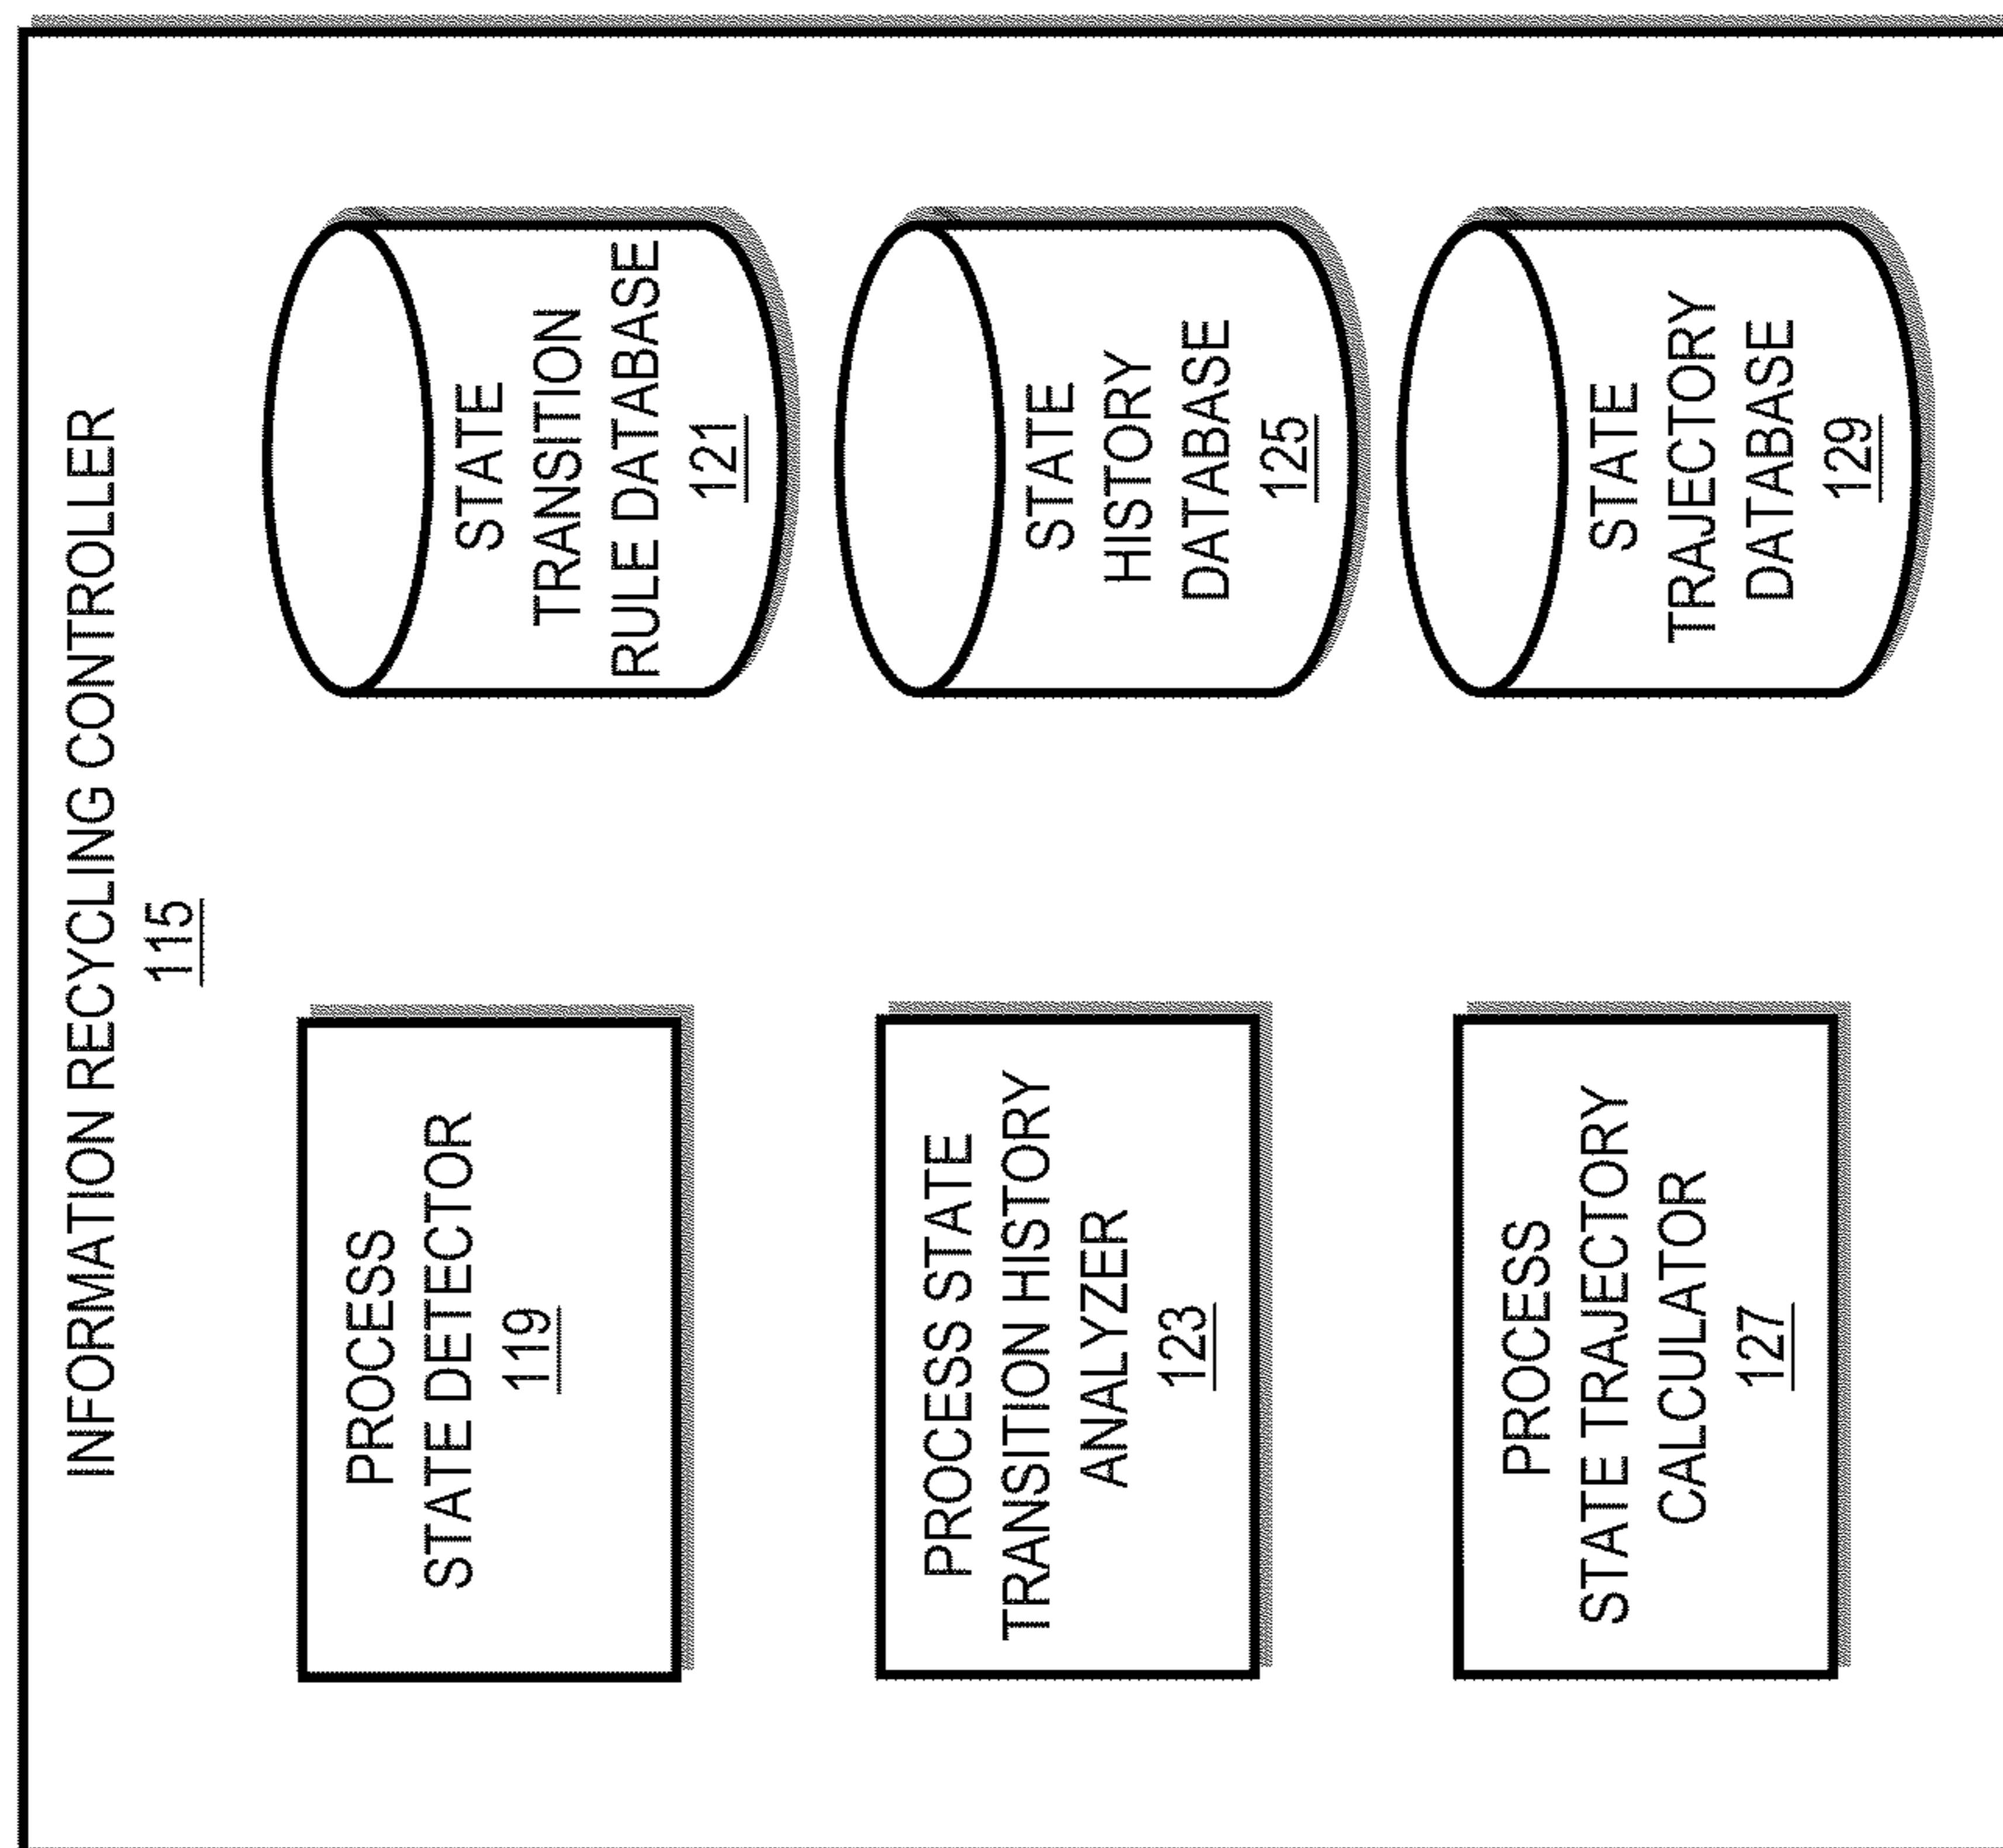 INFORMATION RECYCLING CONTROLLER
115
PROCESS
STATE DETECTOR
119
STATE
TRANSITION
RULE DATABASE
121
PROCESS STATE
TRANSITION HISTORY
ANALYZER
123
STATE
HISTORY
DATABASE
125
PROCESS
STATE TRAJECTORY
CALCULATOR
127
STATE
TRAJECTORY
DATABASE
129